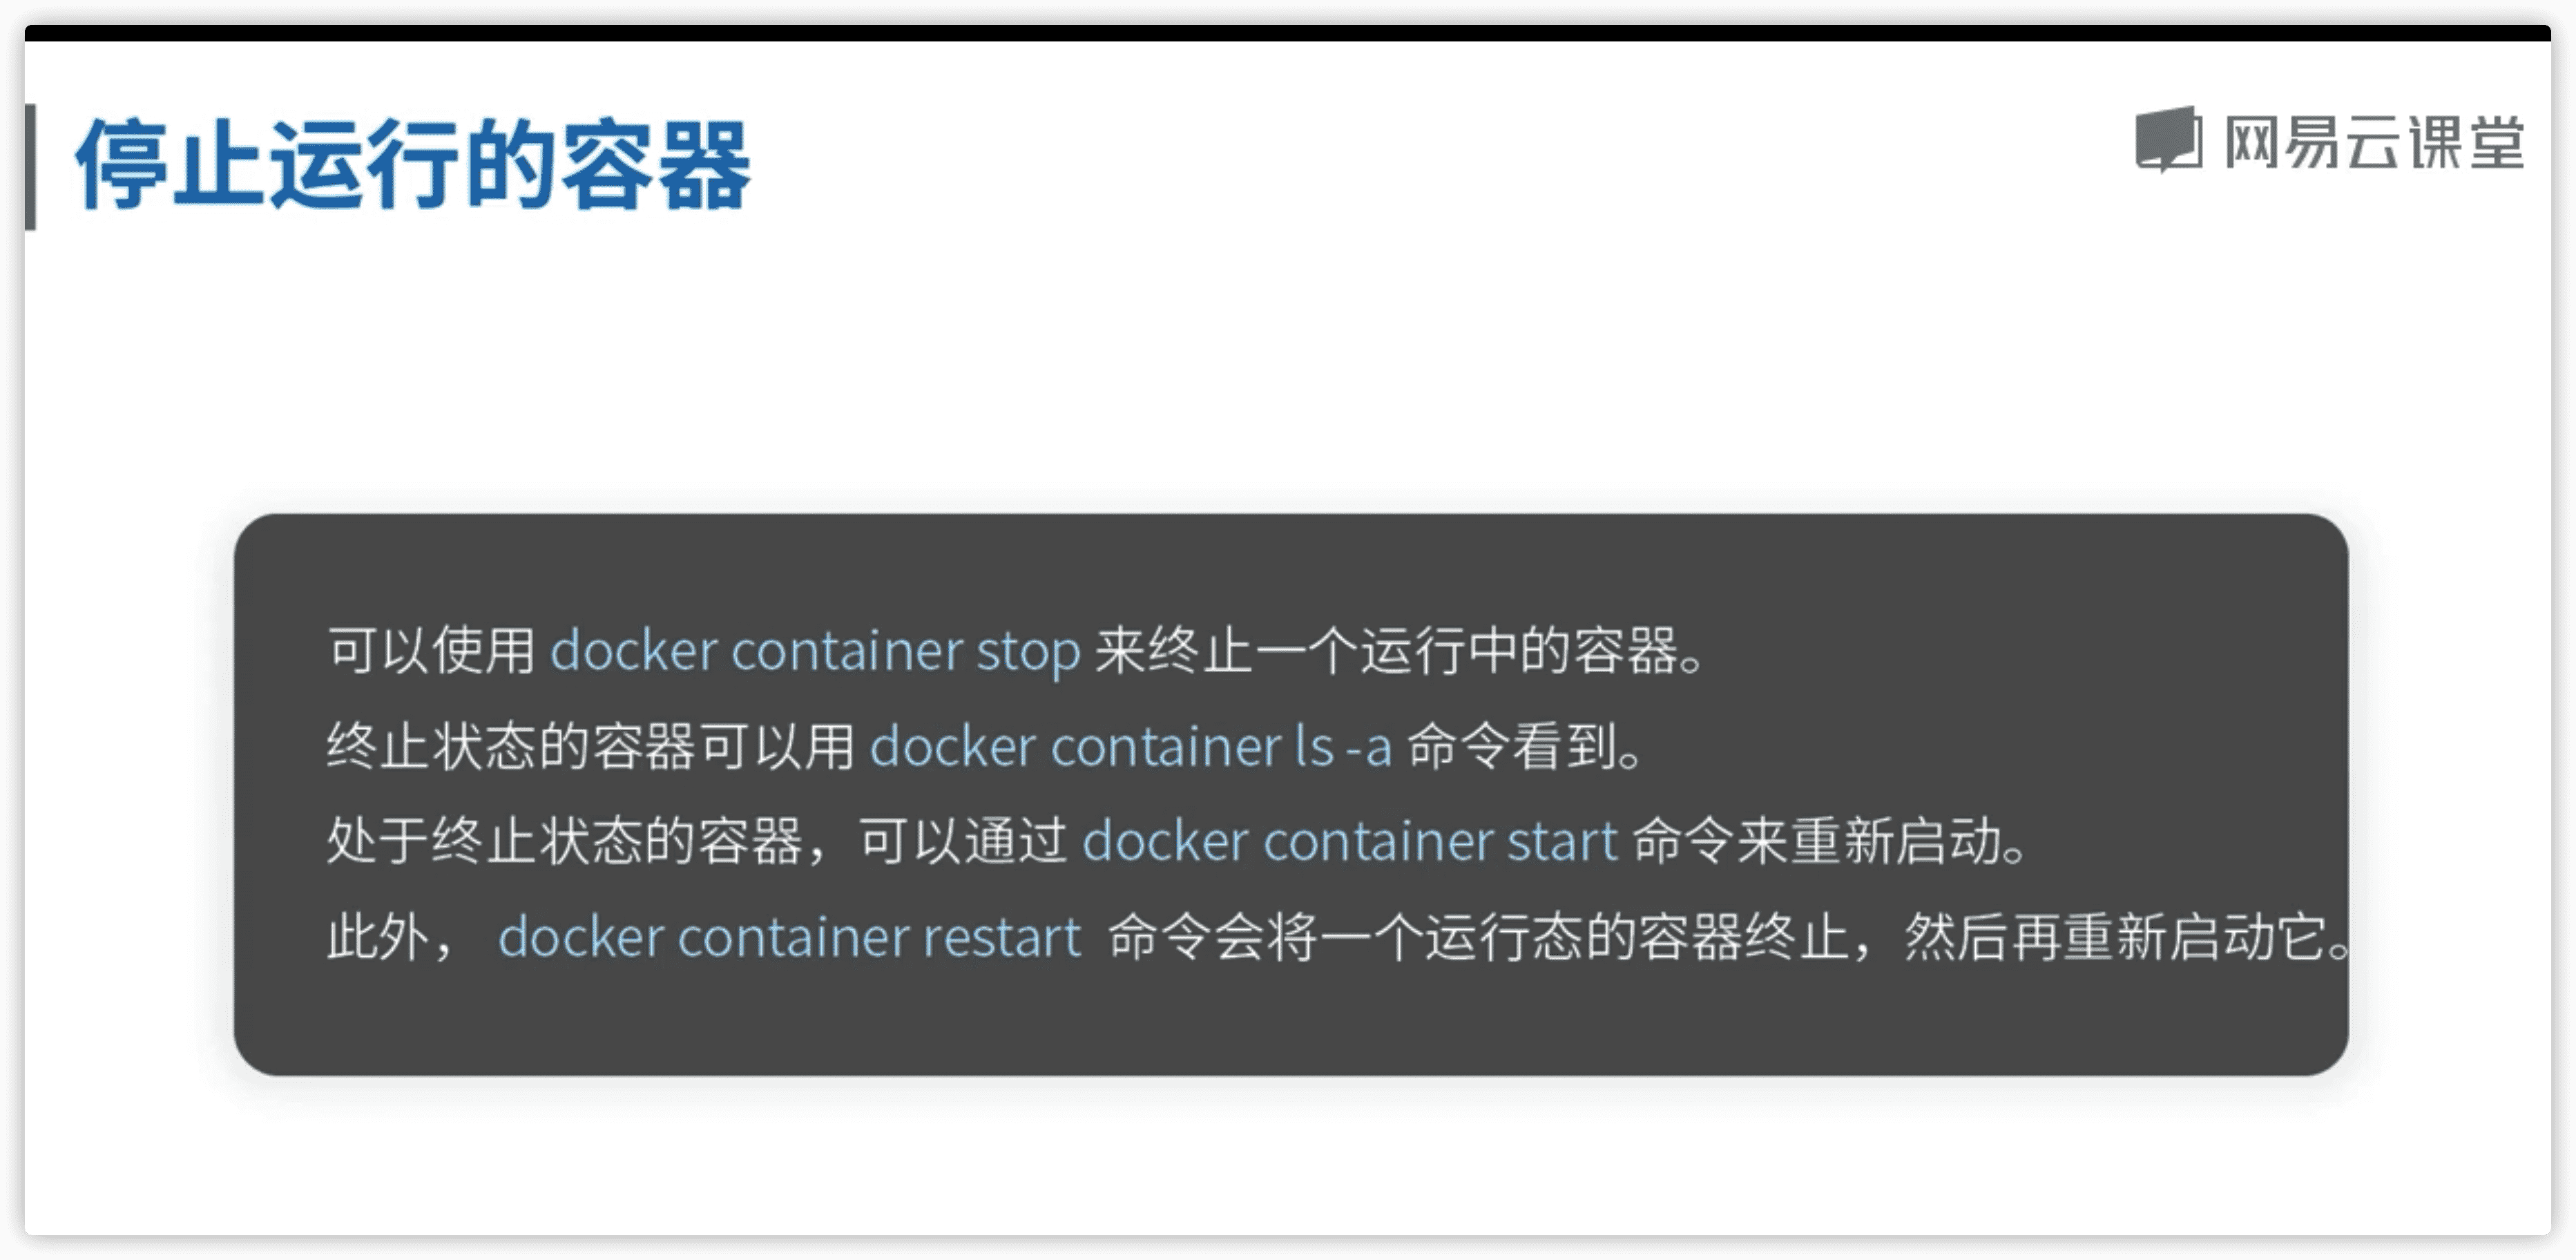 停止运行的容器
网易云课堂
可以使用 docker container stop 来终止一个运行中的容器。
终止状态的容器可以用 docker container ls -a 命令看到。
处于终止状态的容器，可以通过 docker container start 命令来重新启动。
此外， docker container restart 命令会将一个运行态的容器终止，然后再重新启动它。